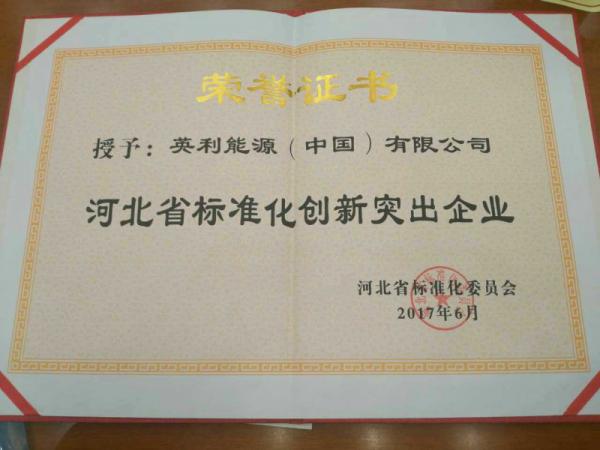 荣誉证书
授予：英利能源（中国）有限公司
河北省标准化创新突出企业
河北省标准化委员会
2017年6月